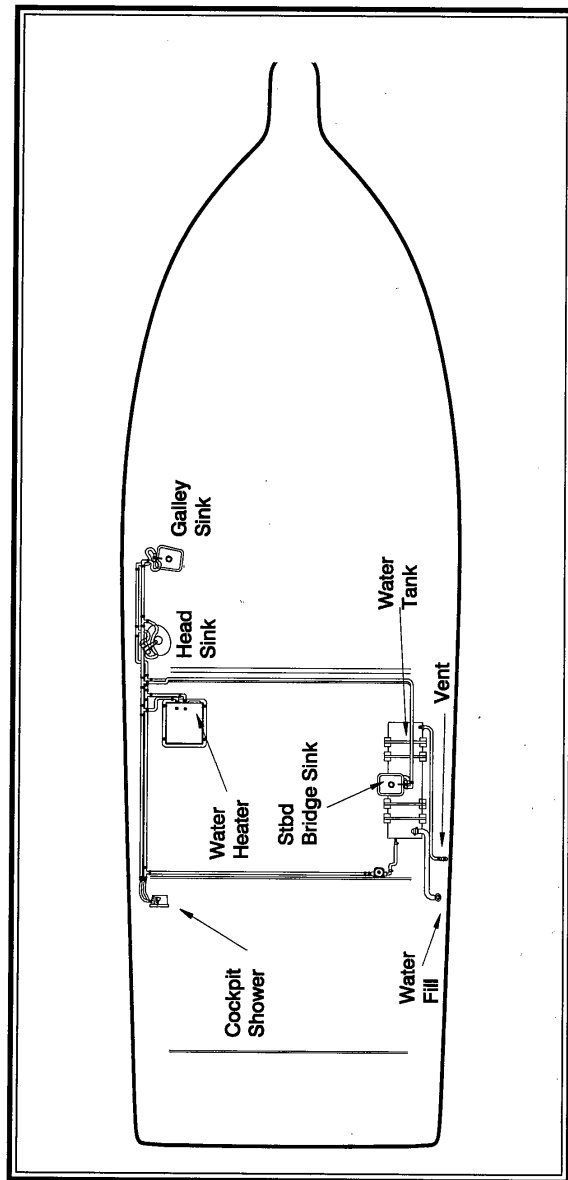 Galley
Sink
Head
Sink
Water
Heater
Cockpit
Shower
Water
Tank
Vent
Stbd
Bridge Sink
Water
Fill